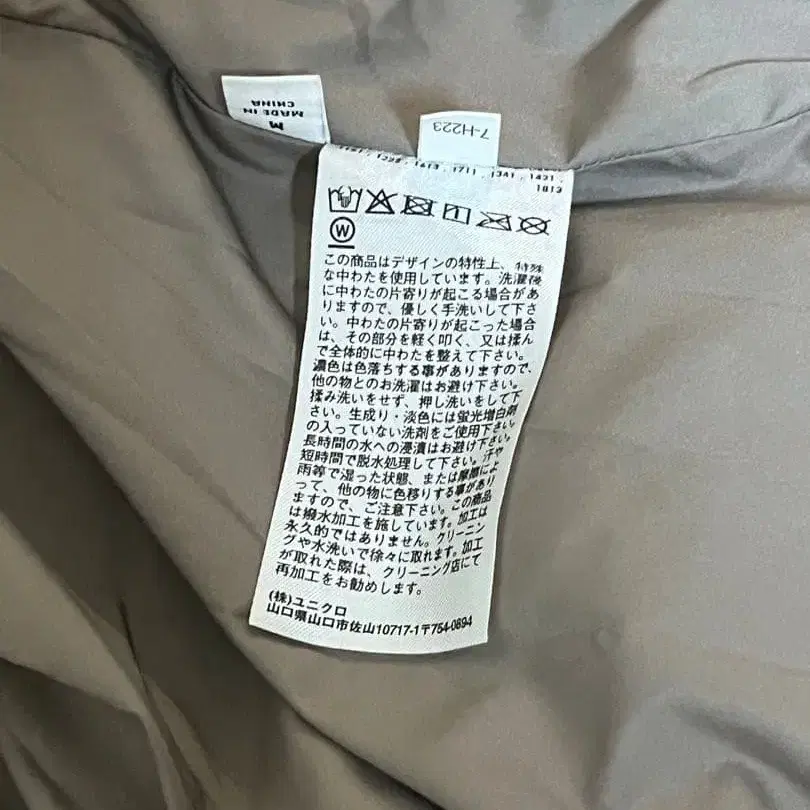 M
MADE IN
CHINA
7-H223
1341 . 1421 .
1813
W
この商品はデザインの特性上、特殊
な中わたを使用しています。洗濯後
に中わたの片寄りが起こる場合があ
りますので、優しく手洗いして下さ
い。中わたの片寄りが起こった場合
は、その部分を軽く叩く、又は揉ん
で全体的に中わたを整えて下さい。
濃色は色落ちする事がありますので、
他の物とのお洗濯はお避け下さい。
揉み洗いをせず、押し洗いをして下
さい。生成り・淡色には蛍光増白剤
の入っていない洗剤をご使用下さい。
長時間の水への浸漬はお避け下さい。
短時間で脱水処理して下さい。汗や
雨等で湿った状態、または摩擦によ
って、他の物に色移りする事があり
ますので、ご注意下さい。この商品
は撥水加工を施しています。加工は
永久的ではありません。クリーニン
グや水洗いで徐々に取れます。加工
が取れた際は、クリーニング店にて
再加工をお勧めします。
(株)ユニクロ
山口県山口市佐山10717-1〒754-0894